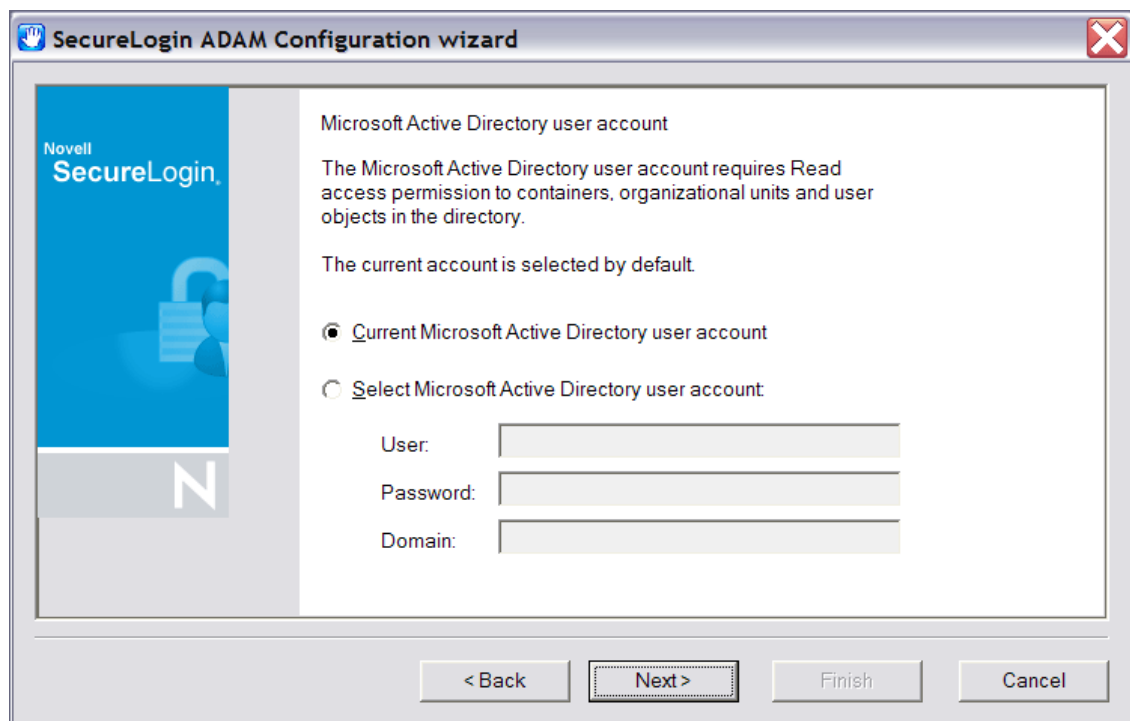 SecureLogin ADAM Configuration wizard
Novell
SecureLogin.
N
Microsoft Active Directory user account
The Microsoft Active Directory user account requires Read
access permission to containers, organizational units and user
objects in the directory.
The current account is selected by default.
Current Microsoft Active Directory user account
Select Microsoft Active Directory user account:
User:
Password:
Domain:
< Back
Next >
Finish
Cancel